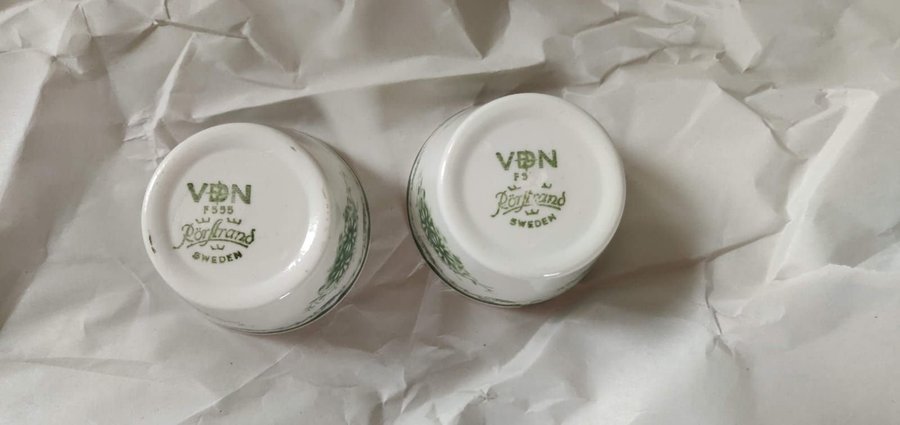 VDN
F555
Rörstrand
SWEDEN
VDN
F5
Rörstrand
SWEDEN